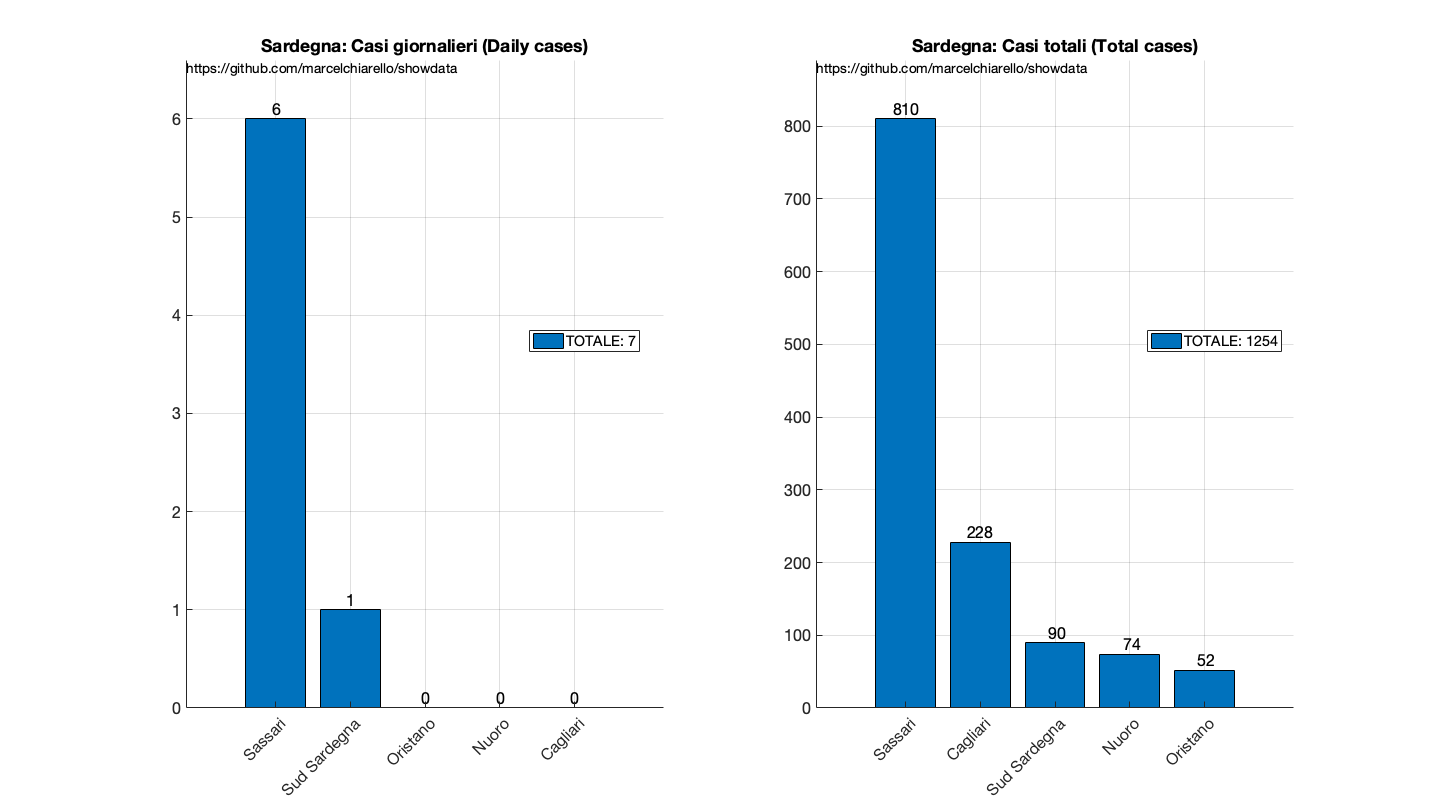 Sardegna: Casi giornalieri (Daily cases)
https://github.com/marcelchiarello/showdata
6
6
5
4
TOTALE: 7
3
2
1
1
0
0
0
0
Sassari
Sud Sardegna
Oristano
Nuoro
Cagliari
Sardegna: Casi totali (Total cases)
https://github.com/marcelchiarello/showdata
810
800
700
600
500
TOTALE: 1254
400
300
228
200
100
90
74
52
0
Sassari
Cagliari
Sud Sardegna
Nuoro
Oristano